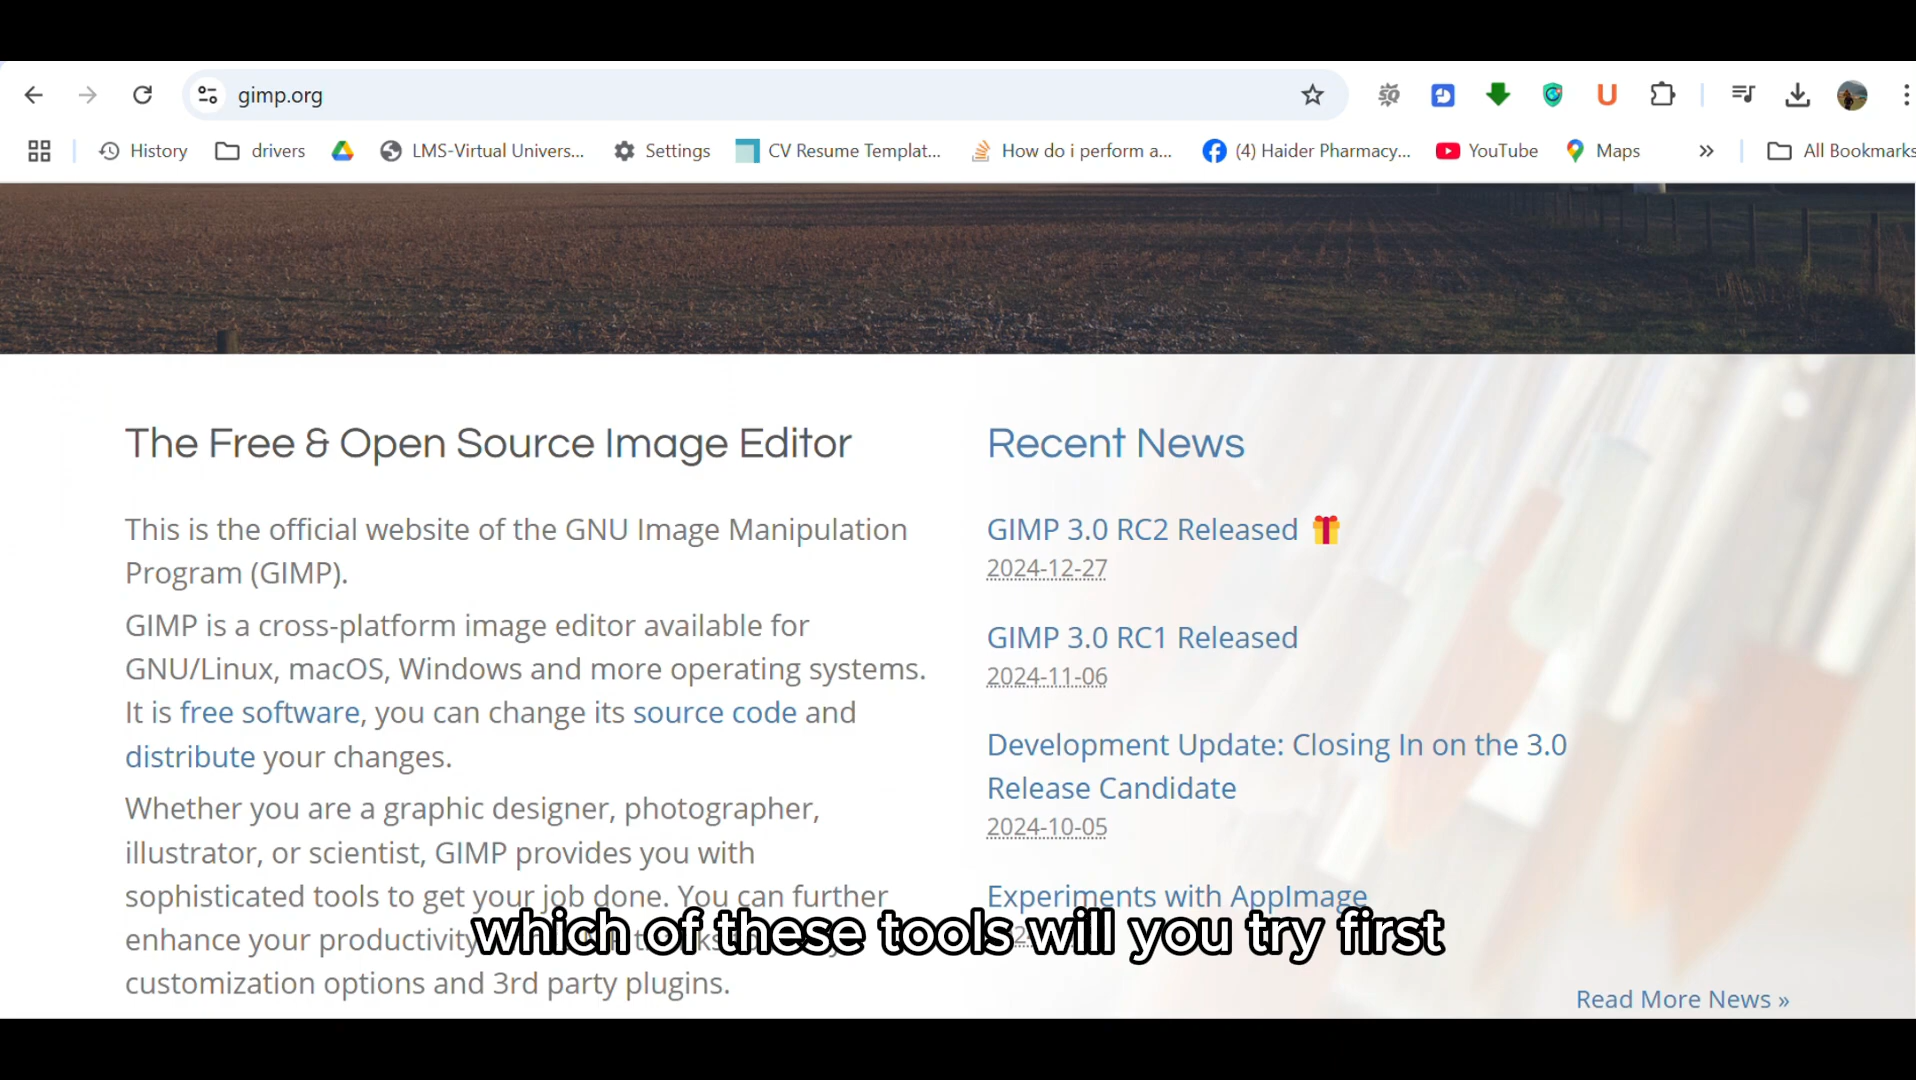 gimp.org
SQ
U
History
drivers
LMS-Virtual Univers...
Settings
CV Resume Templat...
How do i perform a...
(4) Haider Pharmacy...
YouTube
Maps
All Bookmarks
The Free & Open Source Image Editor
This is the official website of the GNU Image Manipulation
Program (GIMP).
GIMP is a cross-platform image editor available for
GNU/Linux, macOS, Windows and more operating systems.
It is free software, you can change its source code and
distribute your changes.
Whether you are a graphic designer, photographer,
illustrator, or scientist, GIMP provides you with
sophisticated tools to get your job done. You can further
enhance your productivity
customization options and 3rd party plugins.
Recent News
GIMP 3.0 RC2 Released
2024-12-27
GIMP 3.0 RC1 Released
2024-11-06
Development Update: Closing In on the 3.0
Release Candidate
2024-10-05
Experiments with AppImage
Read More News »
which of these tools will you try first